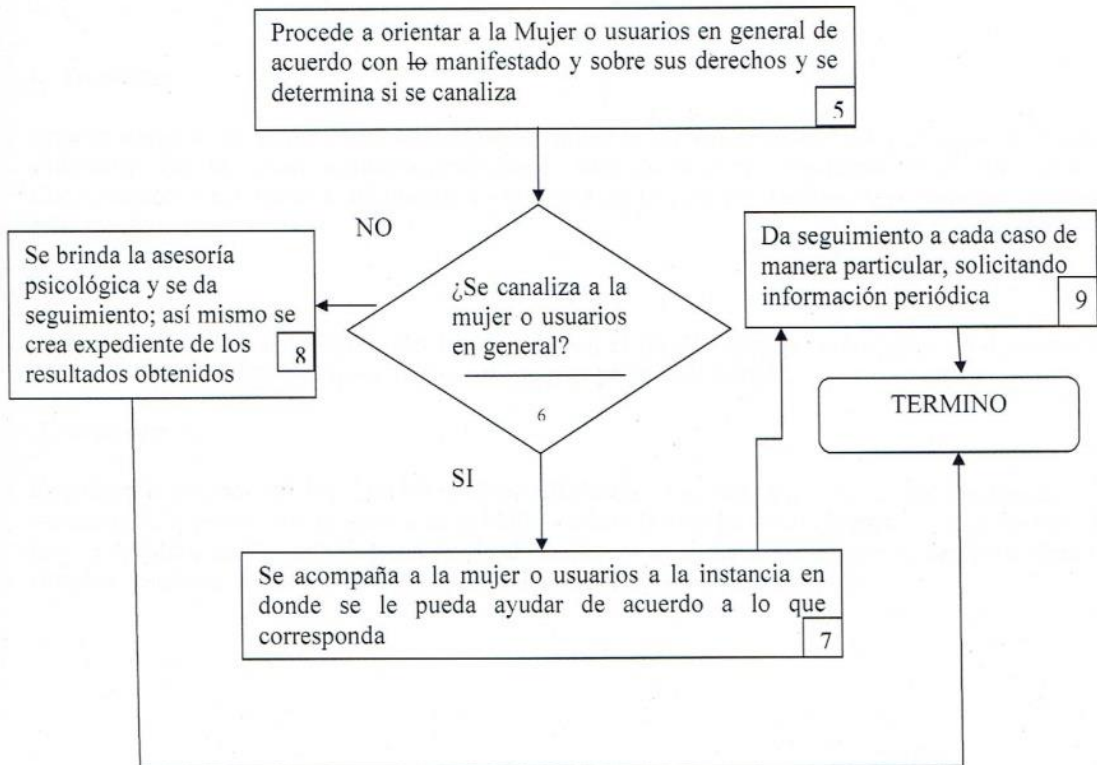 Procede a orientar a la Mujer o usuarios en general de
acuerdo con lo manifestado y sobre sus derechos y se
determina si se canaliza
5
NO
Se brinda la asesoría
psicológica y se da
seguimiento; así mismo se
crea expediente de los
resultados obtenidos
8
¿Se canaliza a la
mujer o usuarios
en general?
6
Da seguimiento a cada caso de
manera particular, solicitando
información periódica
9
TERMINO
SI
Se acompaña a la mujer o usuarios a la instancia en
donde se le pueda ayudar de acuerdo a lo que
corresponda
7